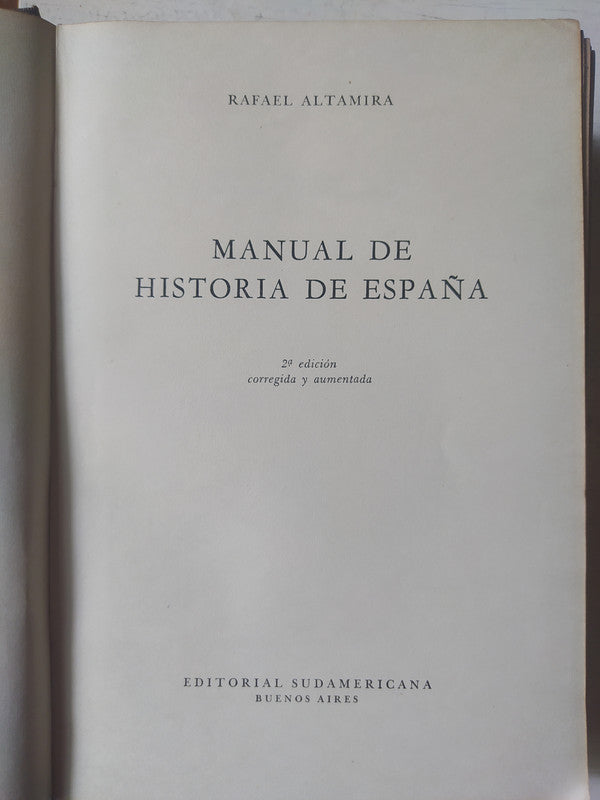 RAFAEL ALTAMIRA
MANUAL DE
HISTORIA DE ESPAÑA
2ª edición
corregida y aumentada
EDITORIAL SUDAMERICANA
BUENOS AIRES